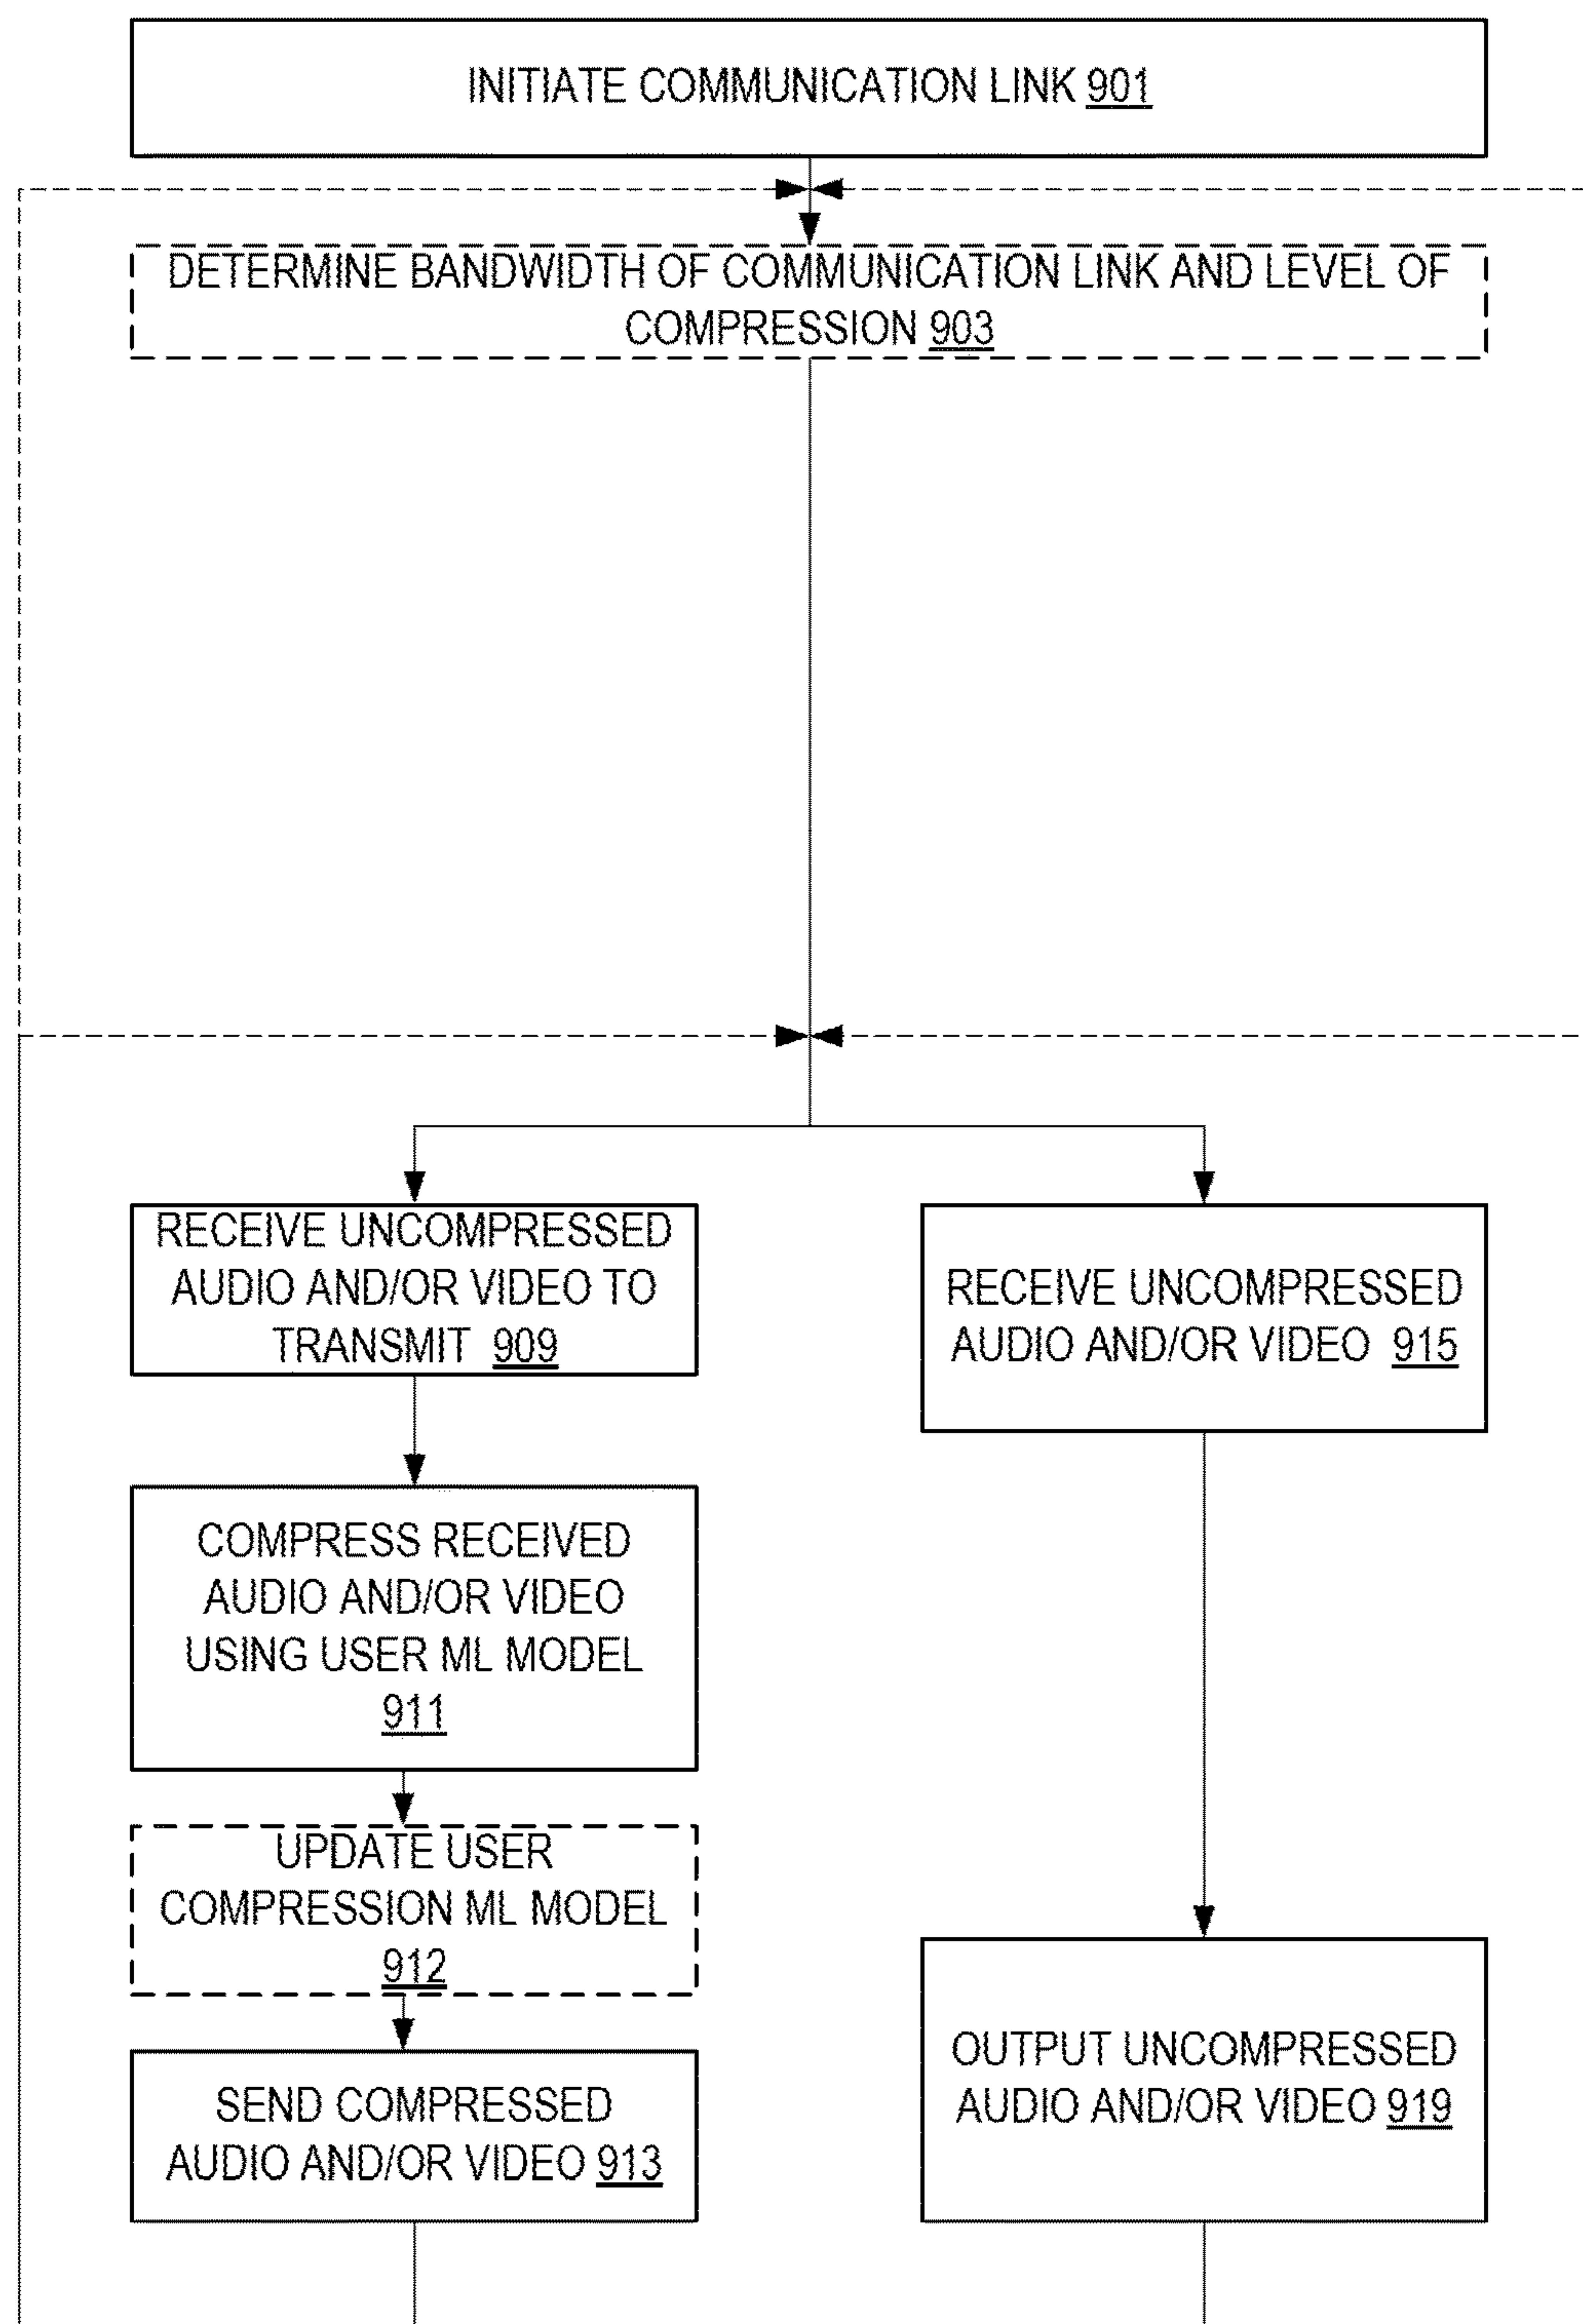 INITIATE COMMUNICATION LINK 901
DETERMINE BANDWIDTH OF COMMUNICATION LINK AND LEVEL OF
COMPRESSION 903
RECEIVE UNCOMPRESSED
AUDIO AND/OR VIDEO TO
TRANSMIT 909
COMPRESS RECEIVED
AUDIO AND/OR VIDEO
USING USER ML MODEL
911
UPDATE USER
COMPRESSION ML MODEL
912
SEND COMPRESSED
AUDIO AND/OR VIDEO 913
RECEIVE UNCOMPRESSED
AUDIO AND/OR VIDEO 915
OUTPUT UNCOMPRESSED
AUDIO AND/OR VIDEO 919